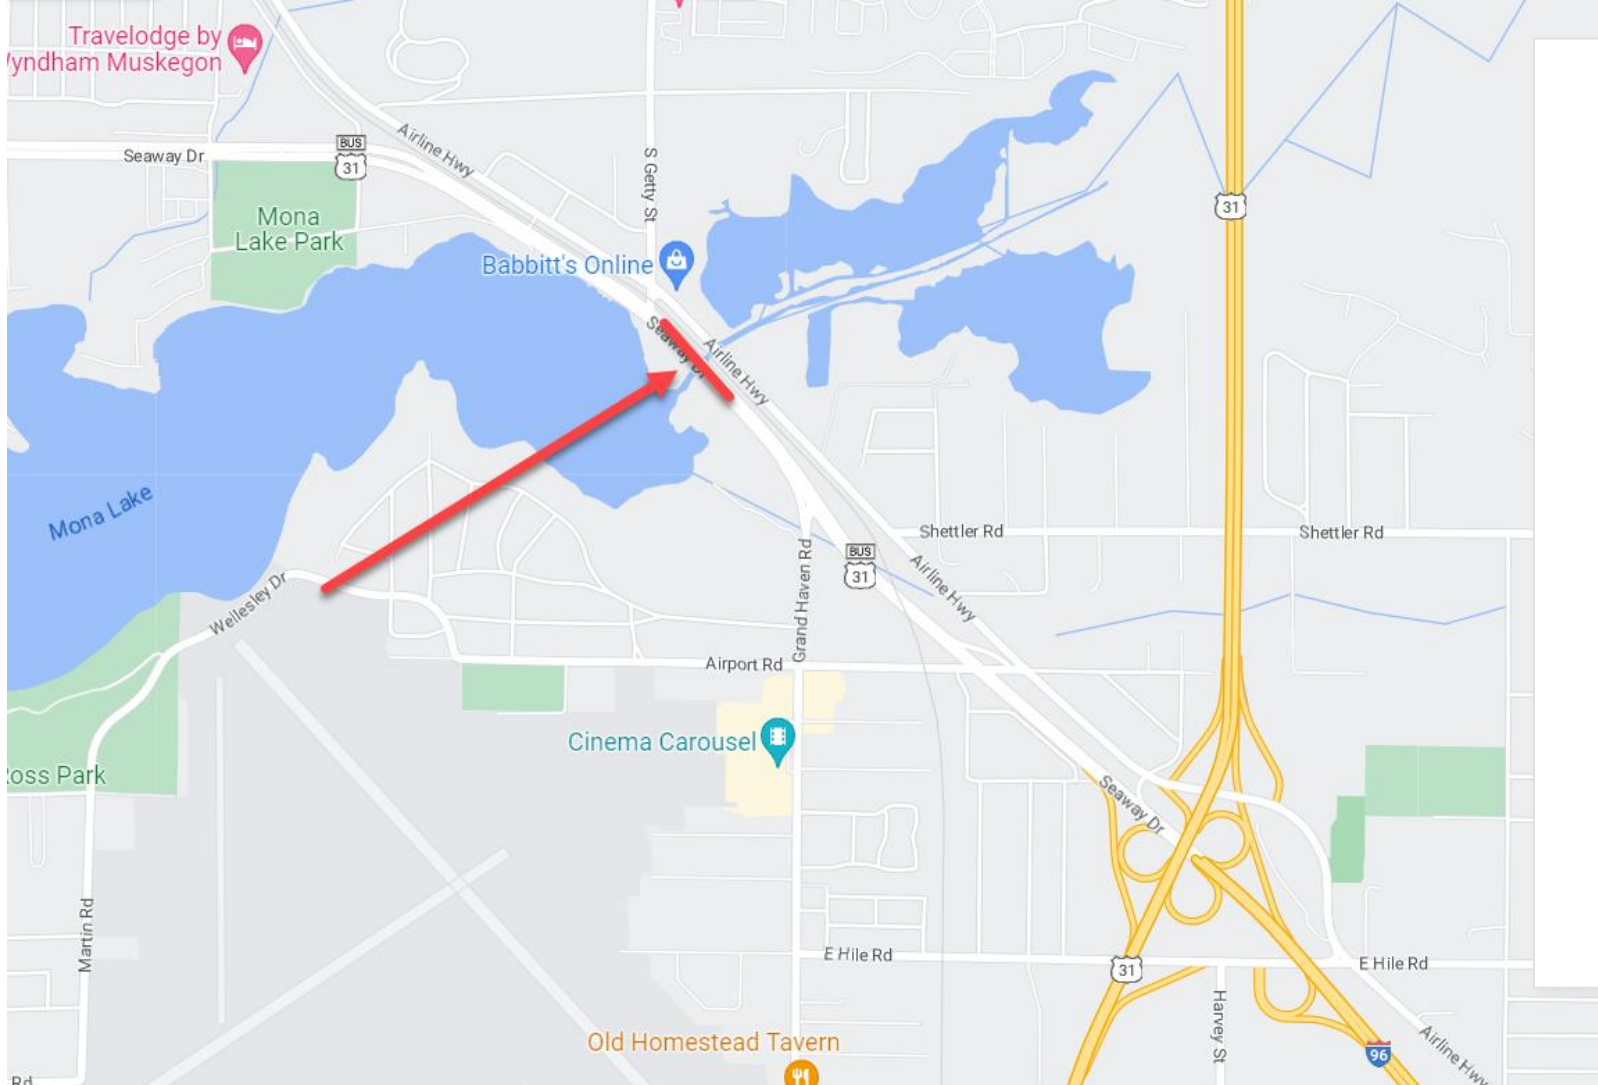 Travelodge by
Wyndham Muskegon
Airline Hwy
BUS
31
Seaway Dr
S Getty St
Mona
Lake Park
31
Babbitt's Online
Seaway Dr
Airline Hwy
Mona Lake
Shettler Rd
Shettler Rd
BUS
31
Airline Hwy
Wellesley Dr
Grand Haven Rd
Airport Rd
Cinema Carousel
Ross Park
Seaway Dr
Martin Rd
E Hile Rd
31
E Hile Rd
Harvey St
Old Homestead Tavern
96
Airline Hwy
Rd